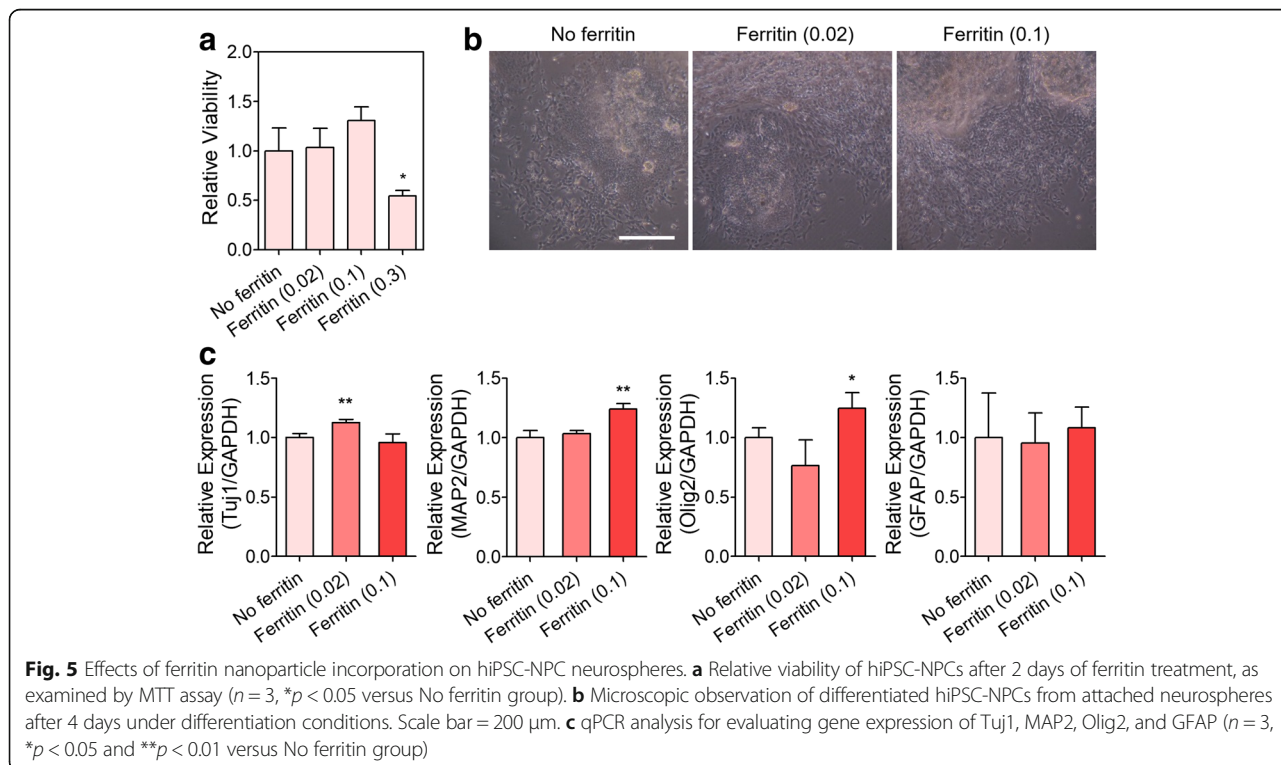 a
2.0
1.5
1.0
0.5
0.0
Relative Viability
*
No ferritin
Ferritin (0.02)
Ferritin (0.1)
Ferritin (0.3)
b
No ferritin
Ferritin (0.02)
Ferritin (0.1)
c
Relative Expression
(Tuj1/GAPDH)
1.5
1.0
0.5
0.0
**
No ferritin
Ferritin (0.02)
Ferritin (0.1)
Relative Expression
(MAP2/GAPDH)
1.5
1.0
0.5
0.0
**
No ferritin
Ferritin (0.02)
Ferritin (0.1)
Relative Expression
(Olig2/GAPDH)
1.5
1.0
0.5
0.0
*
No ferritin
Ferritin (0.02)
Ferritin (0.1)
Relative Expression
(GFAP/GAPDH)
1.5
1.0
0.5
0.0
No ferritin
Ferritin (0.02)
Ferritin (0.1)
Fig. 5 Effects of ferritin nanoparticle incorporation on hiPSC-NPC neurospheres. a Relative viability of hiPSC-NPCs after 2 days of ferritin treatment, as
examined by MTT assay (n = 3, *p < 0.05 versus No ferritin group). b Microscopic observation of differentiated hiPSC-NPCs from attached neurospheres
after 4 days under differentiation conditions. Scale bar = 200 μm. c qPCR analysis for evaluating gene expression of Tuj1, MAP2, Olig2, and GFAP (n = 3,
*p < 0.05 and **p < 0.01 versus No ferritin group)